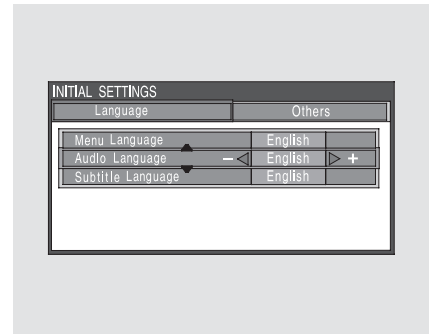 INITIAL SETTINGS
Language Others
Menu Language English
Audio Language – English +
Subtitle Language English